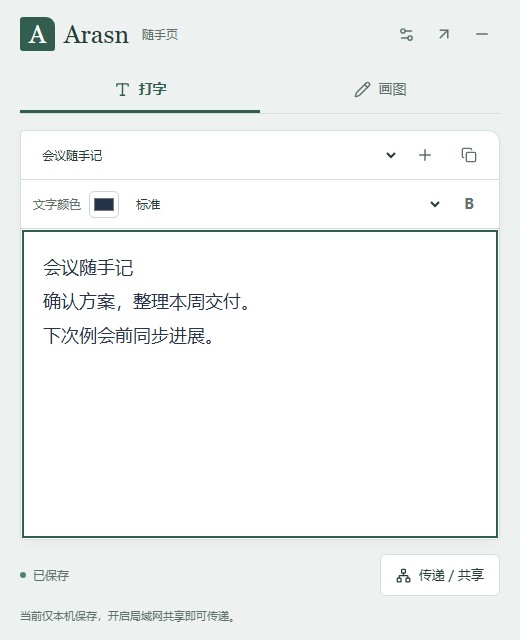 A Arasn 随手页
打字 画图
会议随手记
文字颜色 标准 B
会议随手记
确认方案，整理本周交付。
下次例会前同步进展。
已保存 传递 / 共享
当前仅本机保存，开启局域网共享即可传递。